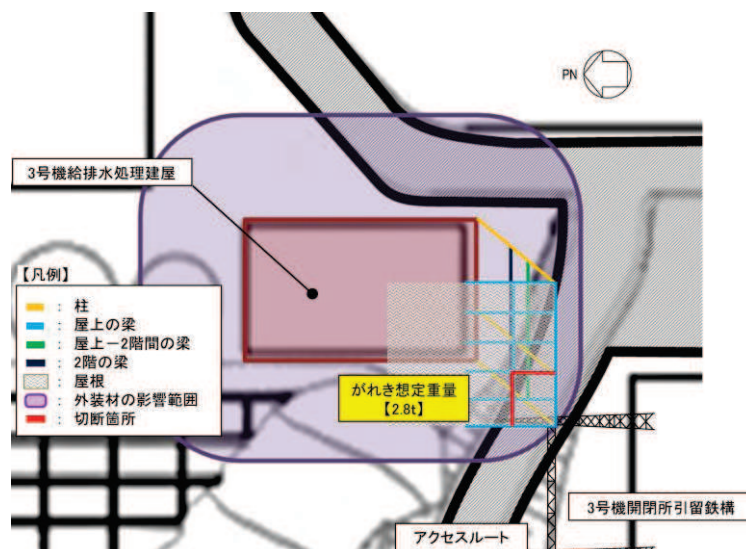 PN
3号機給排水処理建屋
【凡例】
: 柱
: 屋上の梁
: 屋上-2階間の梁
: 2階の梁
: 屋根
: 外装材の影響範囲
: 切断箇所
がれき想定重量
【2.8t】
3号機開閉所引留鉄構
アクセスルート